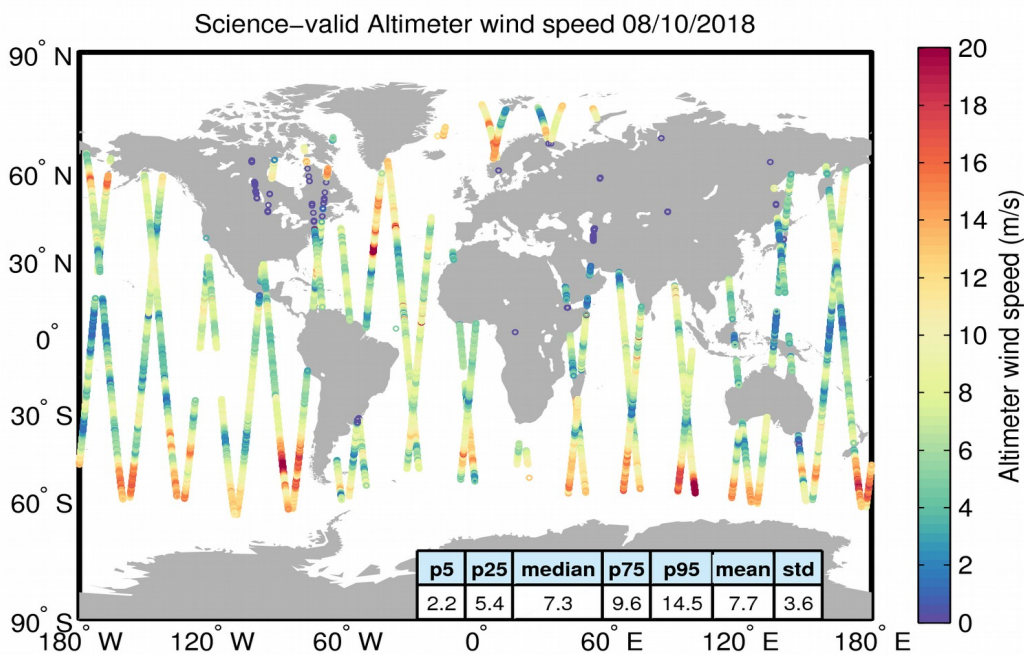 Science−valid Altimeter wind speed 08/10/2018
90° N
60° N
30° N
0°
30° S
60° S
90° S
180° W
120° W
60° W
0°
60° E
120° E
180° E
p5 p25 median p75 p95 mean std
2.2 5.4 7.3 9.6 14.5 7.7 3.6
20
18
16
14
12
10
8
6
4
2
0
Altimeter wind speed (m/s)